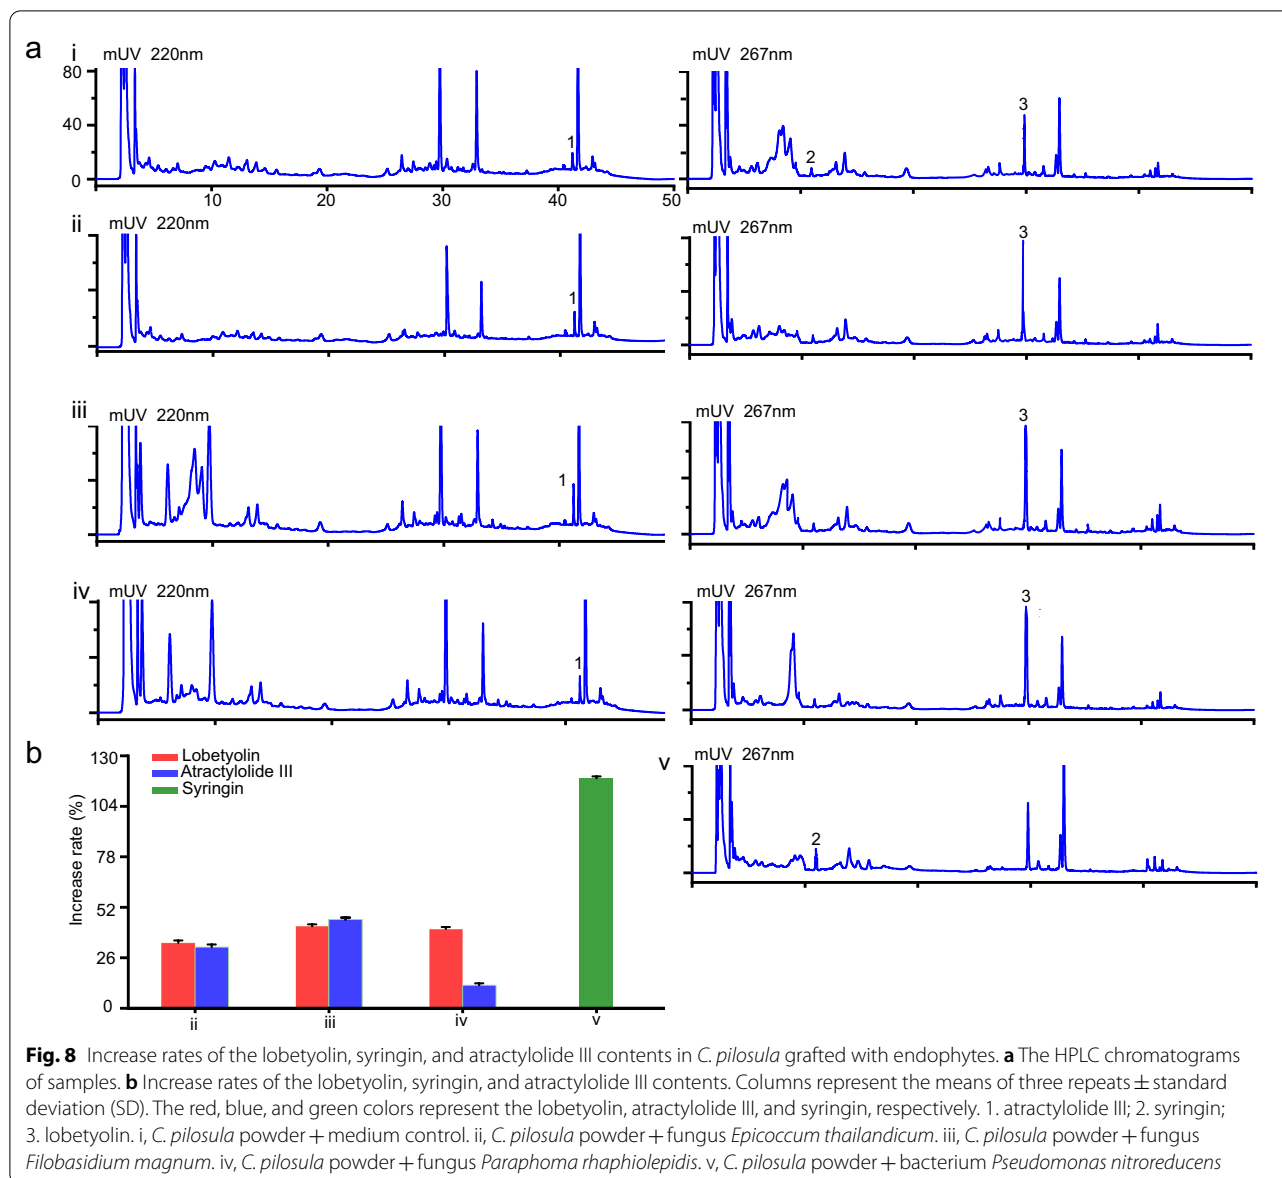 a
i
mUV 220nm
80
40
0
1
10
20
30
40
50
mUV 267nm
2
3
ii
mUV 220nm
1
mUV 267nm
3
iii
mUV 220nm
1
mUV 267nm
3
iv
mUV 220nm
1
mUV 267nm
3
b
Lobetyolin
Atractylolide III
Syringin
Increase rate (%)
130
104
78
52
26
0
ii
iii
iv
v
v
mUV 267nm
2
Fig. 8 Increase rates of the lobetyolin, syringin, and atractylolide III contents in C. pilosula grafted with endophytes. a The HPLC chromatograms
of samples. b Increase rates of the lobetyolin, syringin, and atractylolide III contents. Columns represent the means of three repeats ± standard
deviation (SD). The red, blue, and green colors represent the lobetyolin, atractylolide III, and syringin, respectively. 1. atractylolide III; 2. syringin;
3. lobetyolin. i, C. pilosula powder + medium control. ii, C. pilosula powder + fungus Epicoccum thailandicum. iii, C. pilosula powder + fungus
Filobasidium magnum. iv, C. pilosula powder + fungus Paraphoma rhaphiolepidis. v, C. pilosula powder + bacterium Pseudomonas nitroreducens